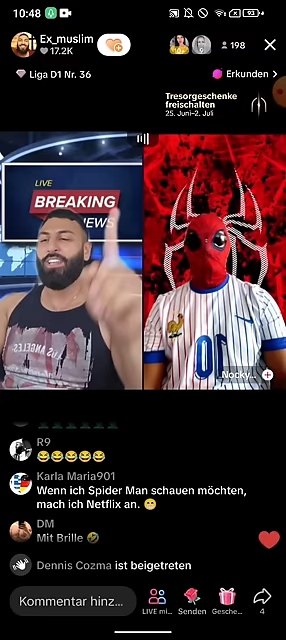 10:48
93
Ex_muslim
17.2K
198
Liga D1 Nr. 36
Erkunden
Tresorgeschenke
freischalten
25. Juni–2. Juli
LIVE
BREAKING
NEWS
10
Nocky...
R9
😂😂😂😂😂
Karla Maria901
Wenn ich Spider Man schauen möchten,
mach ich Netflix an. 😁
DM
Mit Brille 🤣
Dennis Cozma ist beigetreten
Kommentar hinz...
LIVE mi...
Senden
Gesche...
4